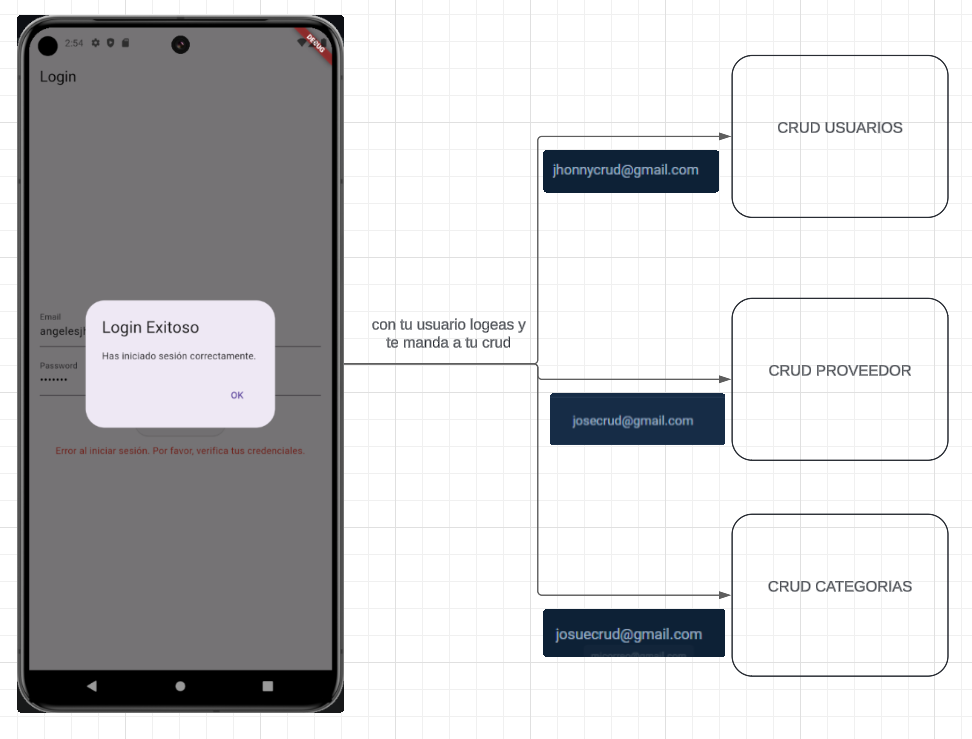 2:54
DEBUG
Login
Email
angelesjh
Password
Login Exitoso
Has iniciado sesión correctamente.
OK
Error al iniciar sesión. Por favor, verifica tus credenciales.
con tu usuario logeas y
te manda a tu crud
jhonnycrud@gmail.com
CRUD USUARIOS
josecrud@gmail.com
CRUD PROVEEDOR
josuecrud@gmail.com
CRUD CATEGORIAS